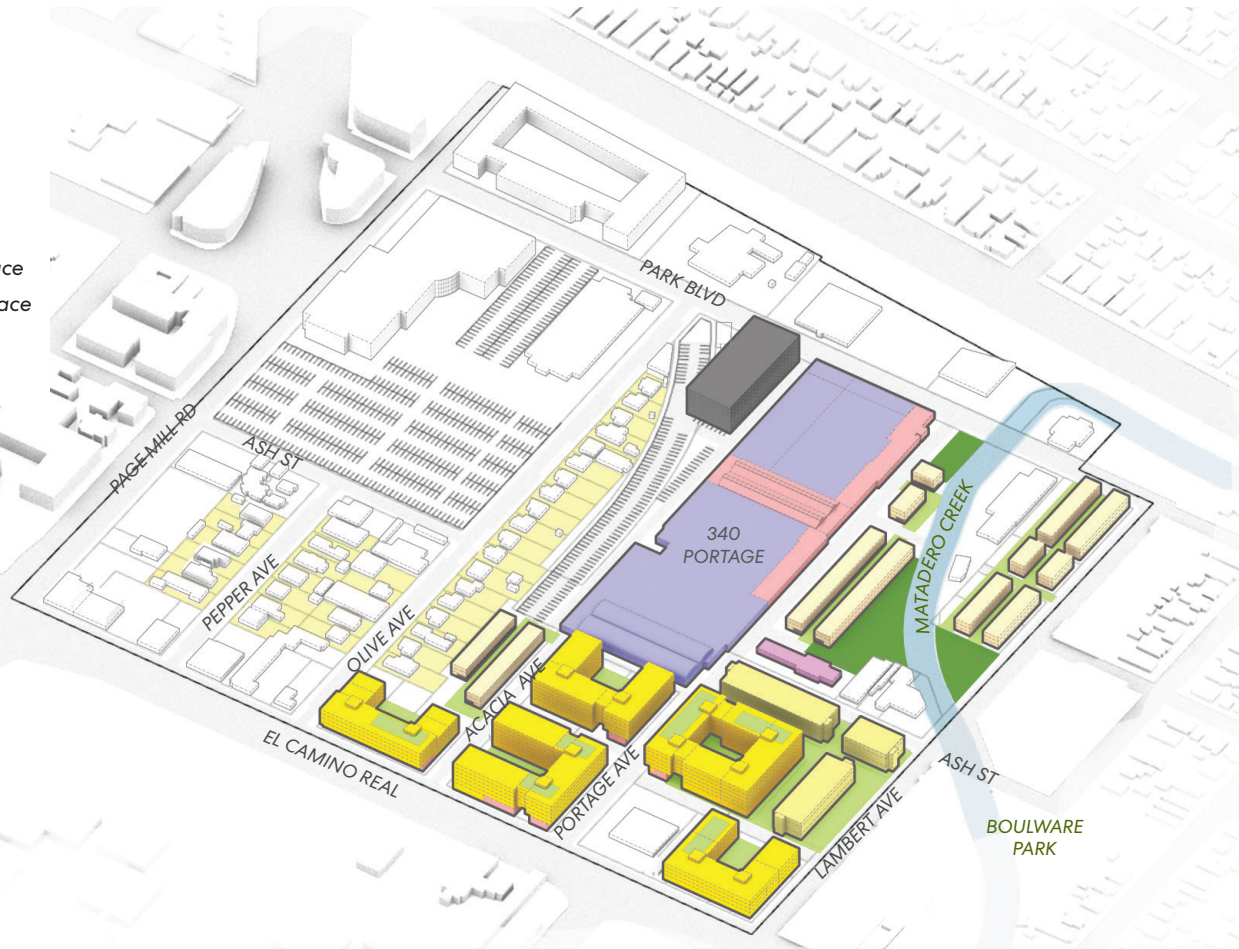 PARK BLVD
PAGE MILL RD
ASH ST
340
PORTAGE
MATADERO CREEK
PEPPER AVE
OLIVE AVE
ACACIA AVE
EL CAMINO REAL
PORTAGE AVE
ASH ST
LAMBERT AVE
BOULWARE
PARK